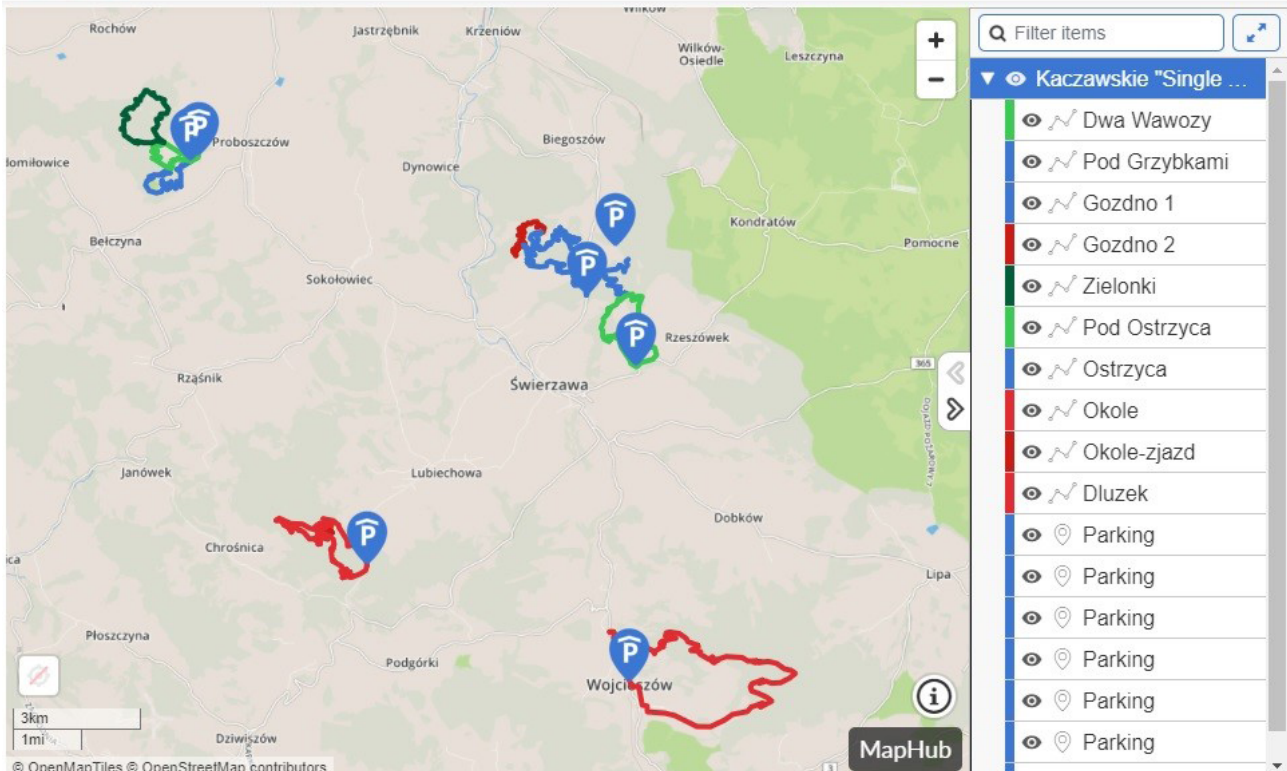 Rochów
Jastrzębnik
Krzeniów
Wilków
Wilków-
Osiedle
Leszczyna
P
P
Proboszczów
Biegoszów
domiłowice
Dynowice
P
Kondratów
Pomocne
Bełczyna
Sokołowiec
P
P
Rzeszówek
365
Rząśnik
Świerzawa
DOJAZD POŻAROWY
Janówek
Lubiechowa
Dobków
P
Chrośnica
Lipa
Płoszczyna
Podgórki
P
Wojcieszów
Dziwiszów
3
3km
1mi
MapHub
© OpenMapTiles © OpenStreetMap contributors
+
−
i
Filter items
Kaczawskie "Single ...
Dwa Wawozy
Pod Grzybkami
Gozdno 1
Gozdno 2
Zielonki
Pod Ostrzyca
Ostrzyca
Okole
Okole-zjazd
Dluzek
Parking
Parking
Parking
Parking
Parking
Parking